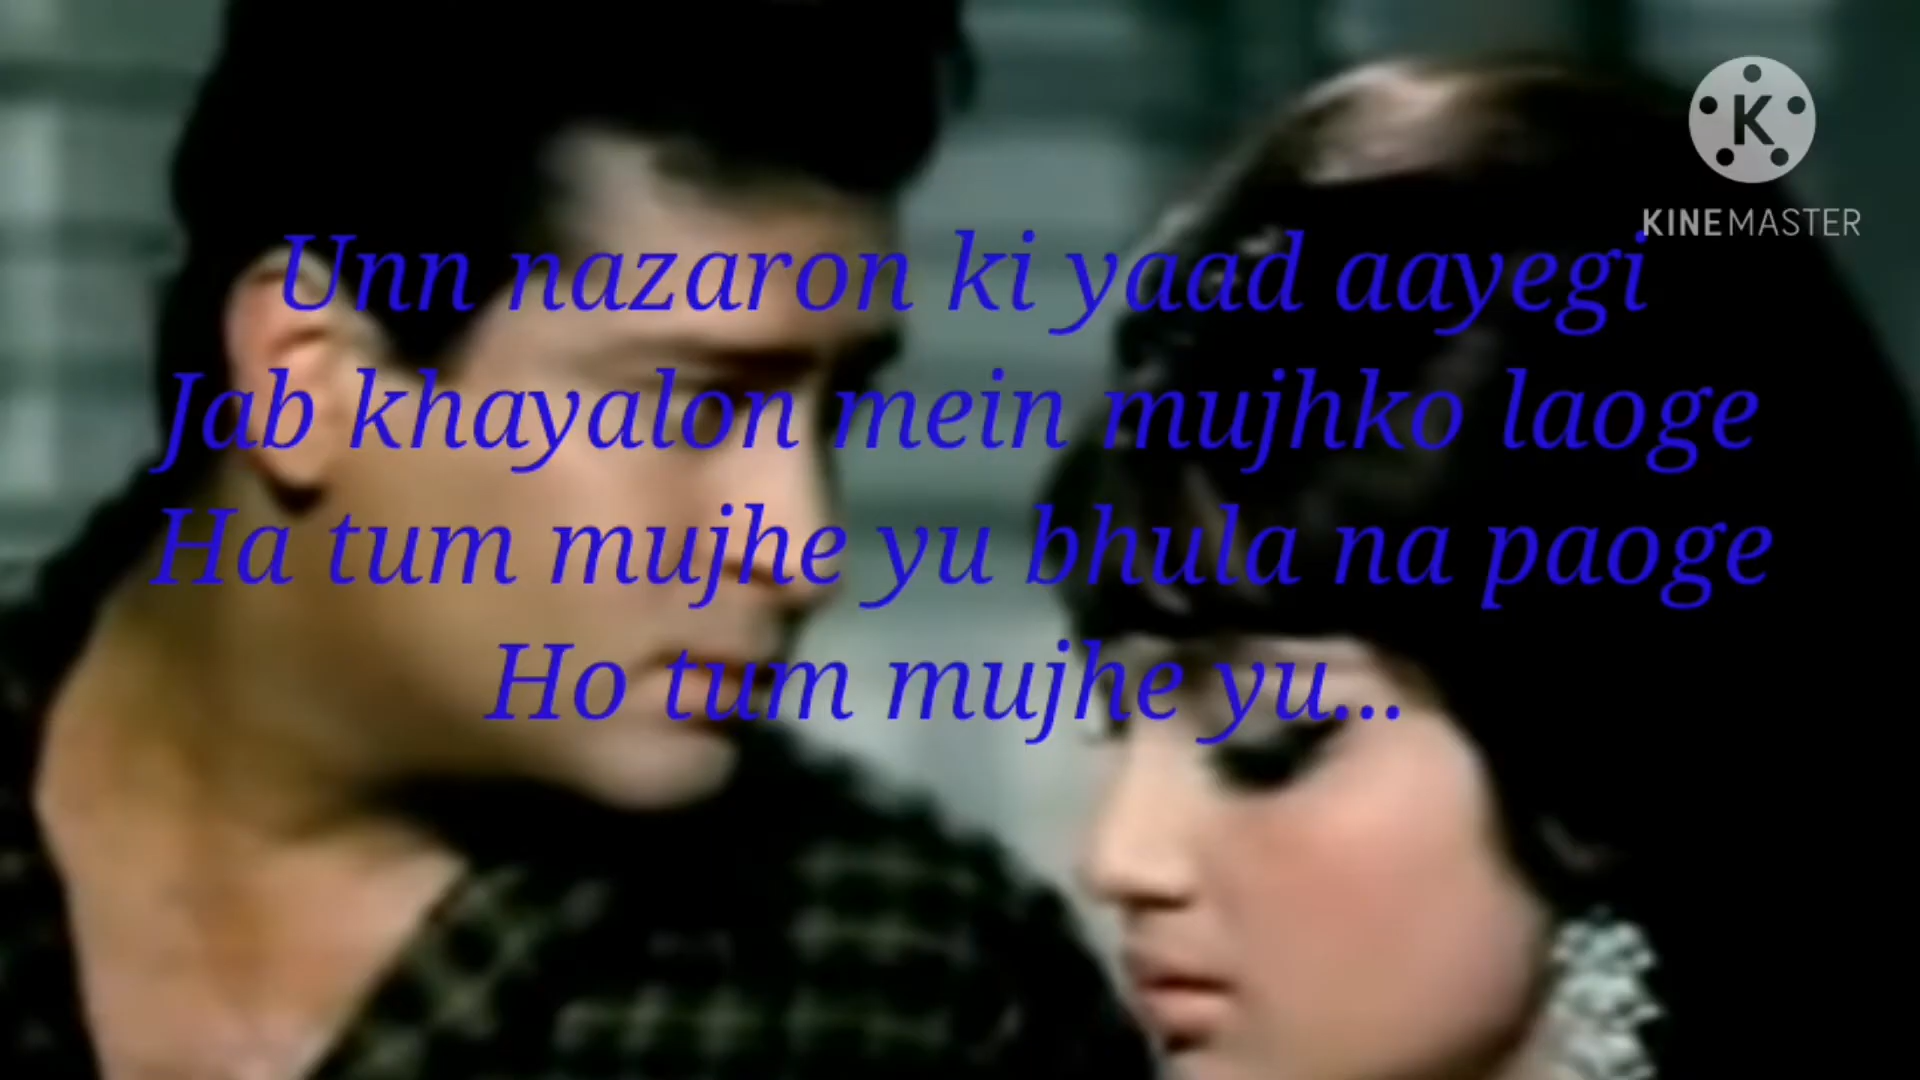 K
KINEMASTER
Unn nazaron ki yaad aayegi
Jab khayalon mein mujhko laoge
Ha tum mujhe yu bhula na paoge
Ho tum mujhe yu...